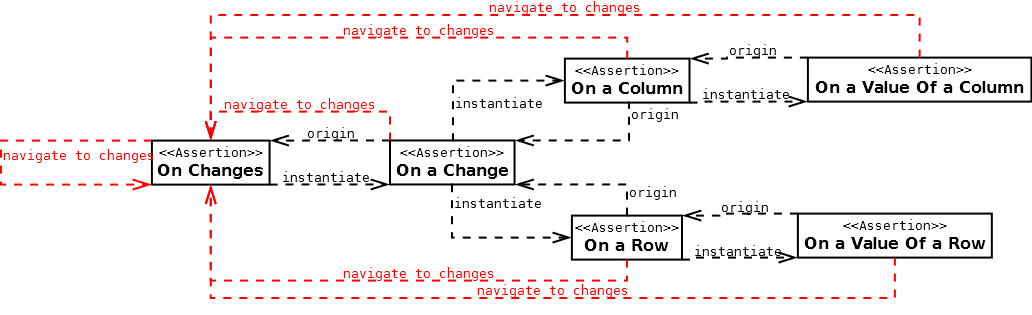 navigate to changes
navigate to changes
origin
<<Assertion>>
On a Column
<<Assertion>>
On a Value Of a Column
instantiate
instantiate
navigate to changes
origin
origin
navigate to changes
<<Assertion>>
On Changes
<<Assertion>>
On a Change
instantiate
origin
instantiate
origin
<<Assertion>>
On a Row
<<Assertion>>
On a Value Of a Row
instantiate
navigate to changes
navigate to changes